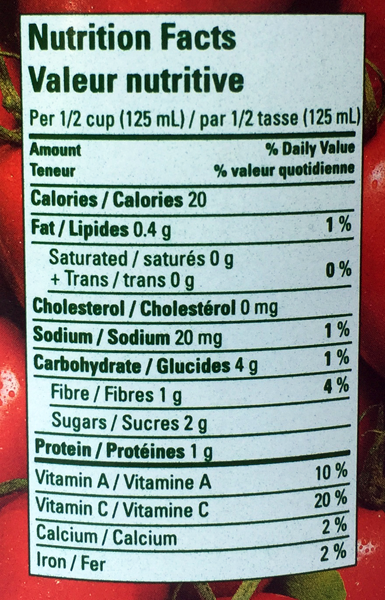 Nutrition Facts
Valeur nutritive
Per 1/2 cup (125 mL) / par 1/2 tasse (125 mL)
Amount % Daily Value
Teneur % valeur quotidienne
Calories / Calories 20
Fat / Lipides 0.4 g 1 %
Saturated / saturés 0 g
+ Trans / trans 0 g 0 %
Cholesterol / Cholestérol 0 mg
Sodium / Sodium 20 mg 1 %
Carbohydrate / Glucides 4 g 1 %
Fibre / Fibres 1 g 4 %
Sugars / Sucres 2 g
Protein / Protéines 1 g
Vitamin A / Vitamine A 10 %
Vitamin C / Vitamine C 20 %
Calcium / Calcium 2 %
Iron / Fer 2 %